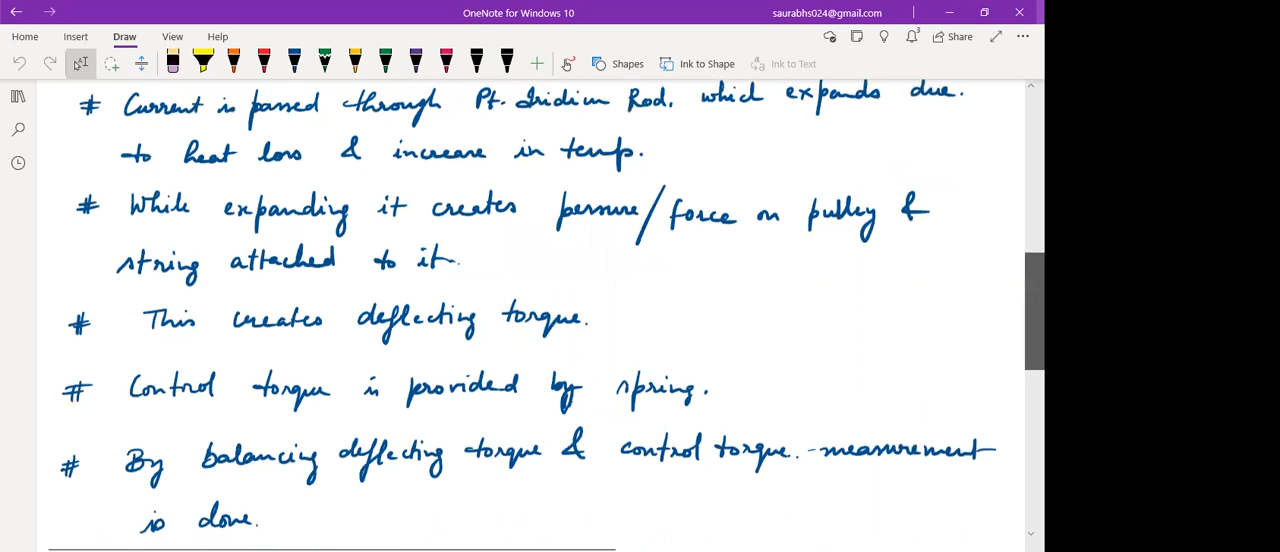 OneNote for Windows 10
saurabhs024@gmail.com
Home Insert Draw View Help
3
Share
Shapes Ink to Shape Ink to Text
# Current is passed through Pt. Iridium Rod. which expands due.
to heat loss & increase in temp.
# While expanding it creates pressure/force on pulley &
string attached to it.
# This creates deflecting torque.
# Control torque is provided by spring.
# By balancing deflecting torque & control torque. - measurement
is done.